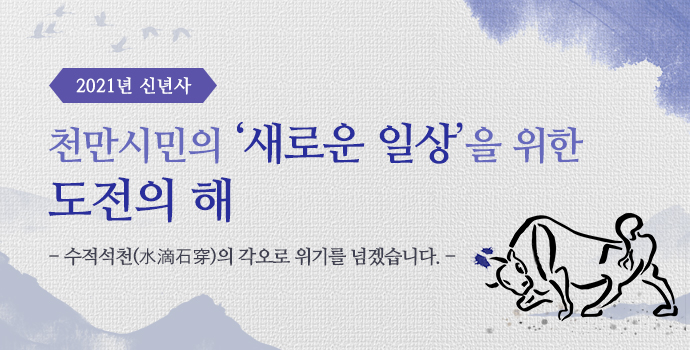 2021년 신년사
천만시민의 ‘새로운 일상’을 위한
도전의 해
- 수적석천(水滴石穿)의 각오로 위기를 넘겠습니다. -